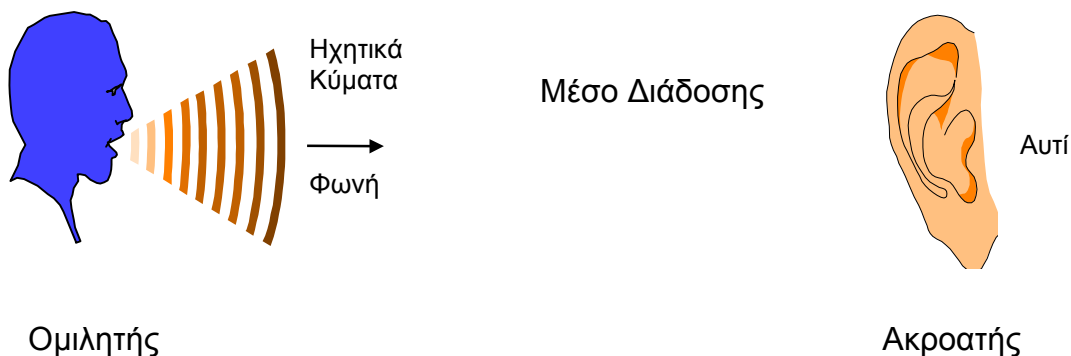 Ηχητικά
Κύματα
Μέσο Διάδοσης
Αυτί
Φωνή
Ομιλητής
Ακροατής